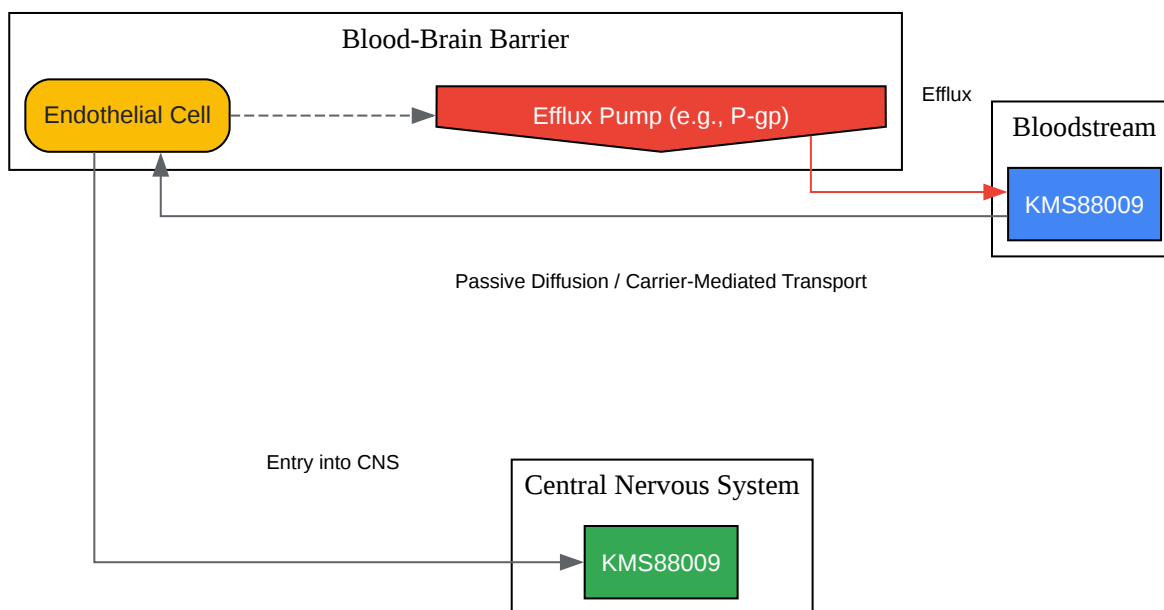 Blood-Brain Barrier
Endothelial Cell
Efflux Pump (e.g., P-gp)
Efflux
Bloodstream
KMS88009
Passive Diffusion / Carrier-Mediated Transport
Entry into CNS
Central Nervous System
KMS88009